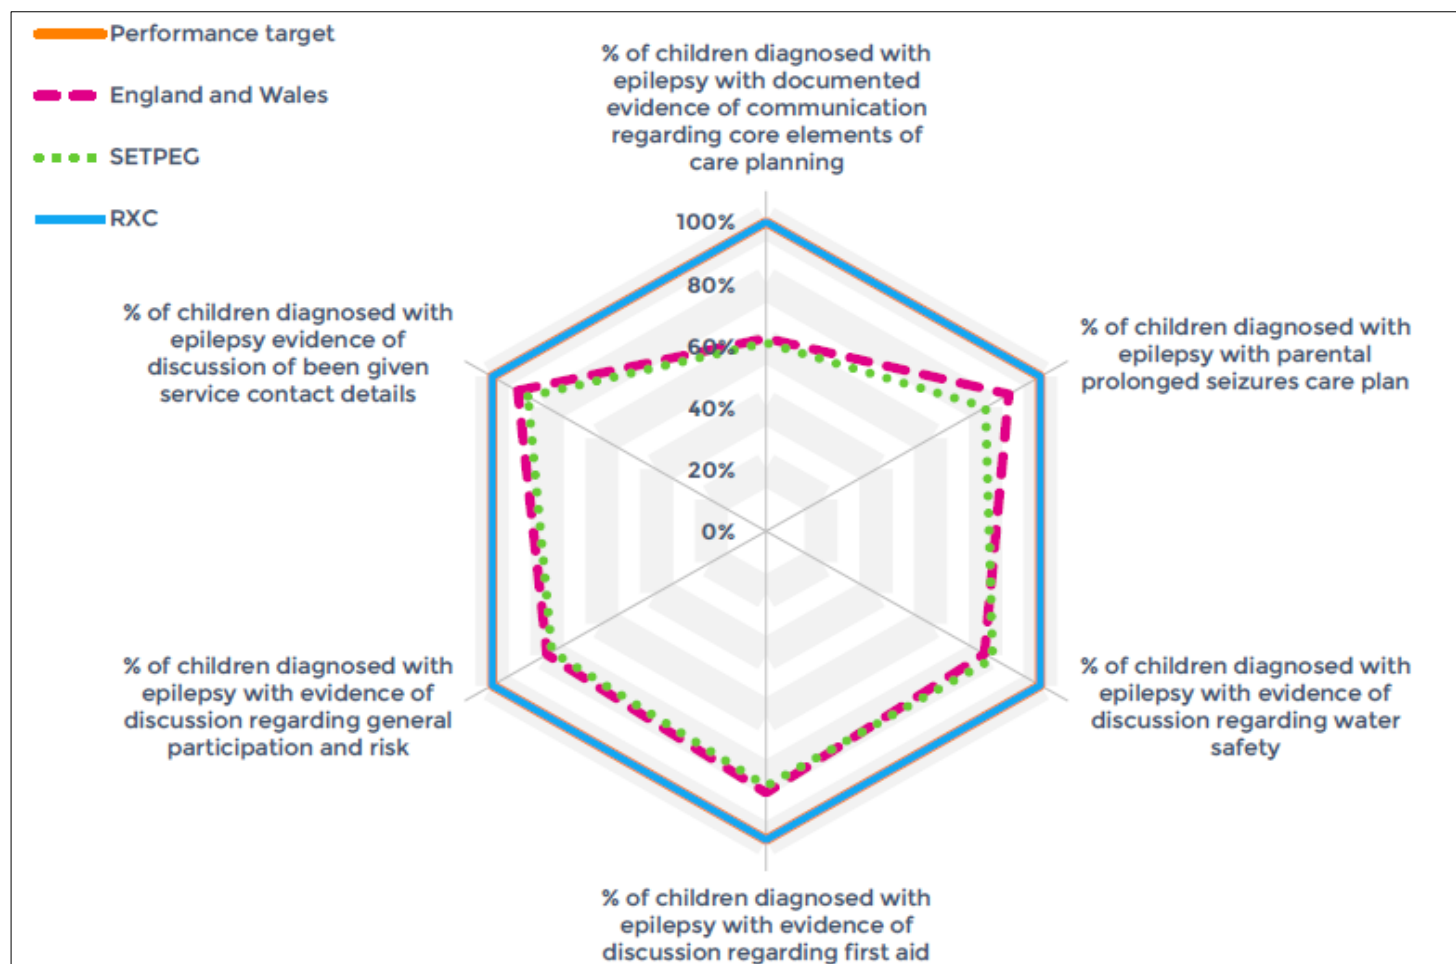 Performance target
England and Wales
SETPEG
RXC
% of children diagnosed with
epilepsy with documented
evidence of communication
regarding core elements of
care planning
100%
80%
60%
40%
20%
0%
% of children diagnosed with
epilepsy with parental
prolonged seizures care plan
% of children diagnosed with
epilepsy with evidence of
discussion regarding water
safety
% of children diagnosed with
epilepsy with evidence of
discussion regarding first aid
% of children diagnosed with
epilepsy with evidence of
discussion regarding general
participation and risk
% of children diagnosed with
epilepsy evidence of
discussion of been given
service contact details